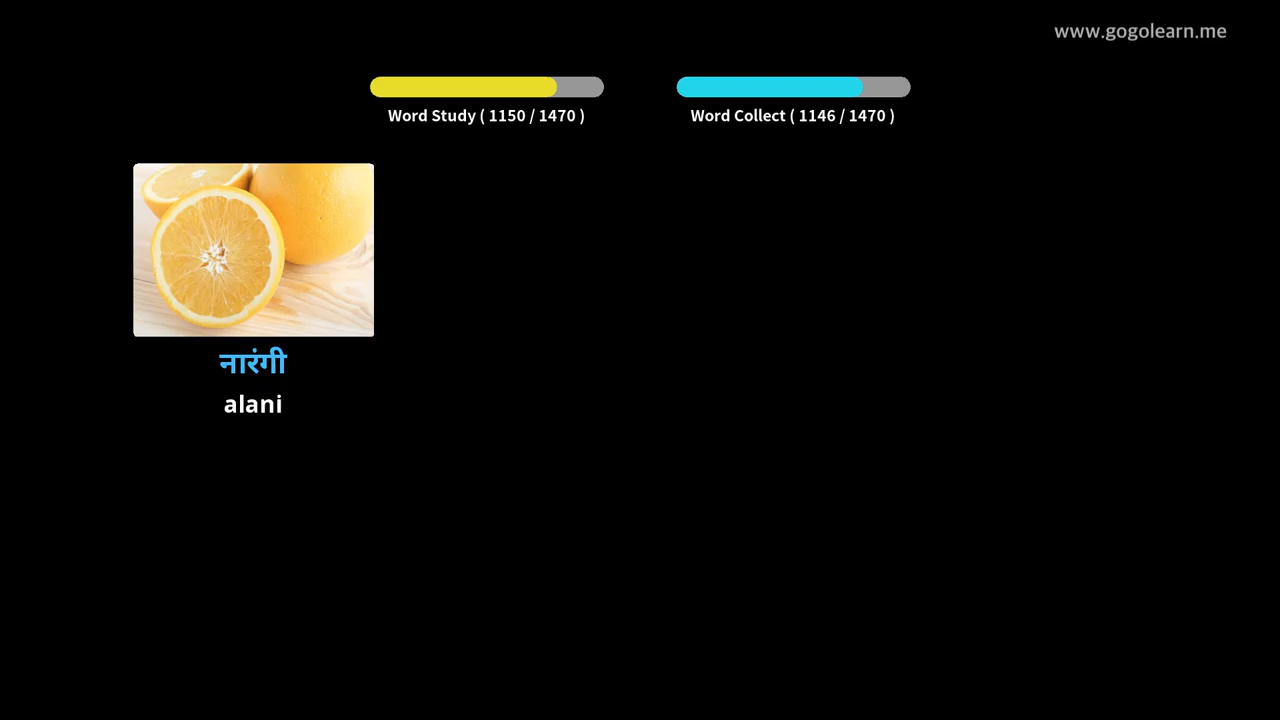 www.gogolearn.me
Word Study ( 1150 / 1470 )
Word Collect ( 1146 / 1470 )
नारंगी
alani